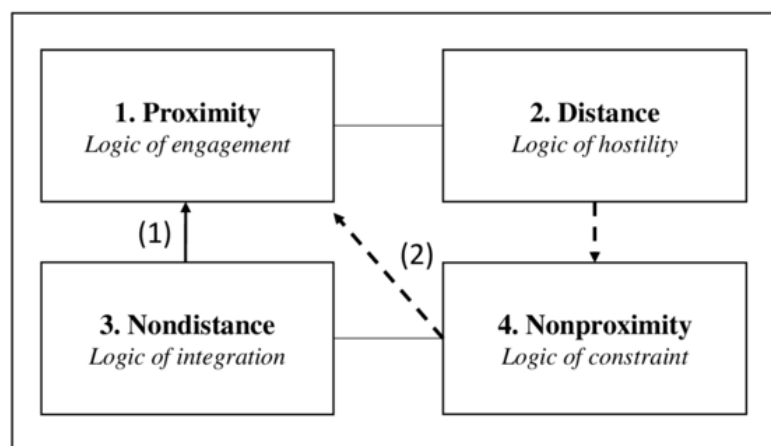 1. Proximity
Logic of engagement
2. Distance
Logic of hostility
(1)
(2)
3. Nondistance
Logic of integration
4. Nonproximity
Logic of constraint